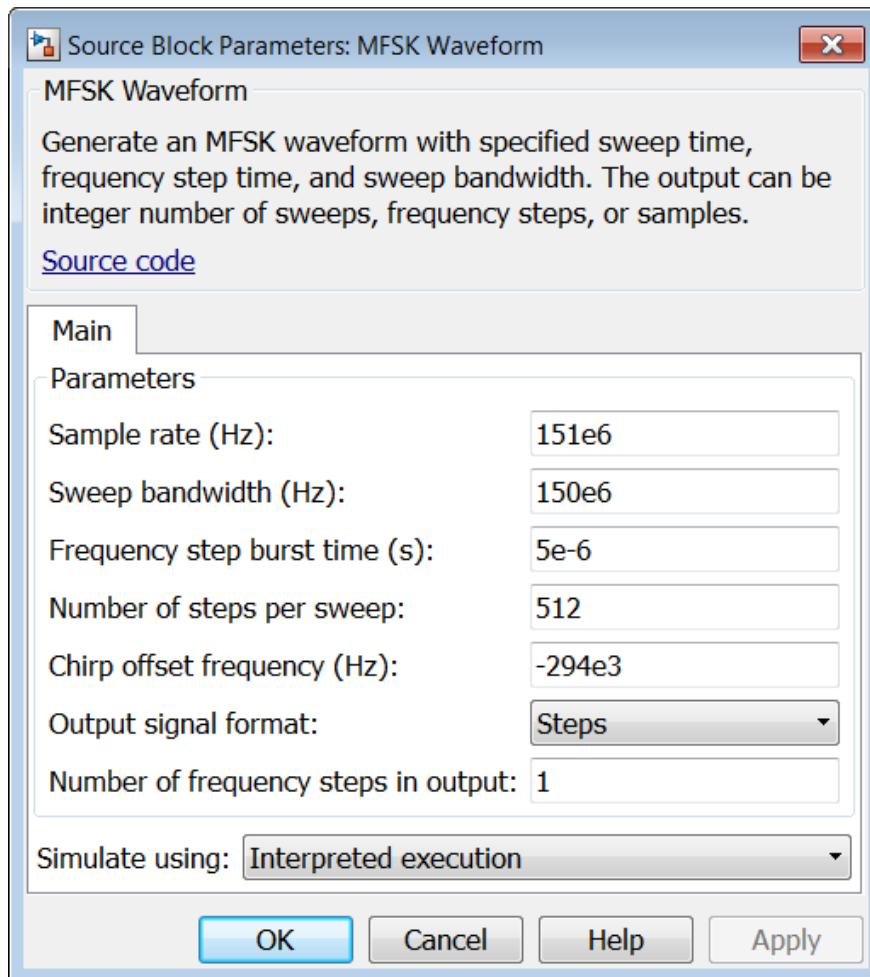 Source Block Parameters: MFSK Waveform
MFSK Waveform
Generate an MFSK waveform with specified sweep time,
frequency step time, and sweep bandwidth. The output can be
integer number of sweeps, frequency steps, or samples.
Source code
Main
Parameters
Sample rate (Hz): 151e6
Sweep bandwidth (Hz): 150e6
Frequency step burst time (s): 5e-6
Number of steps per sweep: 512
Chirp offset frequency (Hz): -294e3
Output signal format: Steps
Number of frequency steps in output: 1
Simulate using: Interpreted execution
OK Cancel Help Apply